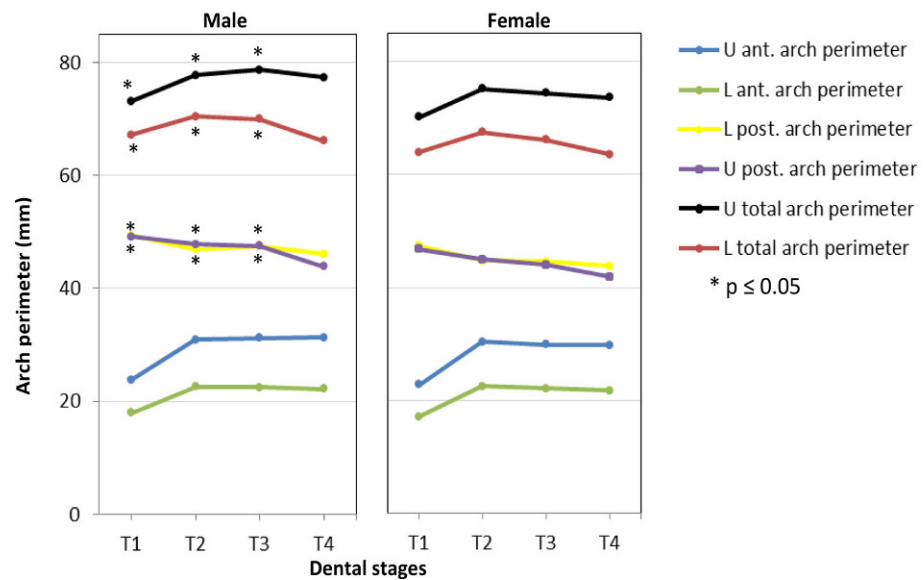 Male
Female
Arch perimeter (mm)
80
60
40
20
0
* * *
* * *
* * *
* * *
T1 T2 T3 T4
T1 T2 T3 T4
Dental stages
U ant. arch perimeter
L ant. arch perimeter
L post. arch perimeter
U post. arch perimeter
U total arch perimeter
L total arch perimeter
* p ≤ 0.05